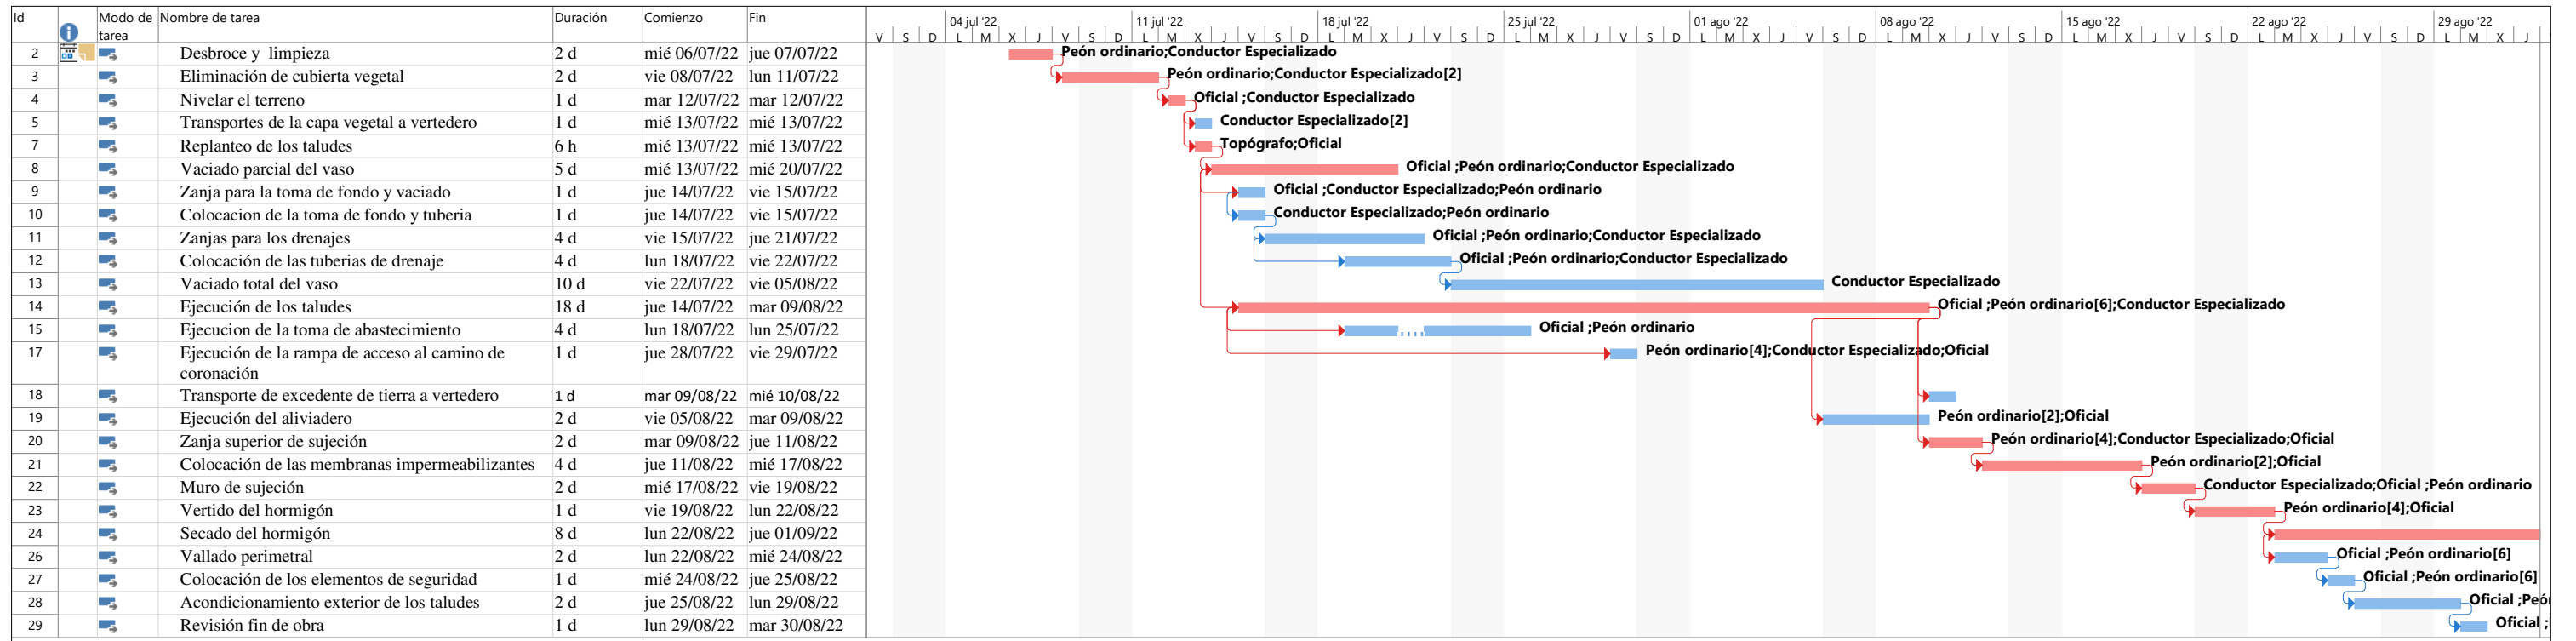 Id Modo de tarea Nombre de tarea Duración Comienzo Fin 04 jul '22 11 jul '22 18 jul '22 25 jul '22 01 ago '22 08 ago '22 15 ago '22 22 ago '22 29 ago '22
V S D L M X J V S D L M X J V S D L M X J V S D L M X J V S D L M X J V S D L M X J V S D L M X J V S D L M X J V S D L M X J
2 Desbroce y limpieza 2 d mié 06/07/22 jue 07/07/22 Peón ordinario;Conductor Especializado
3 Eliminación de cubierta vegetal 2 d vie 08/07/22 lun 11/07/22 Peón ordinario;Conductor Especializado[2]
4 Nivelar el terreno 1 d mar 12/07/22 mar 12/07/22 Oficial ;Conductor Especializado
5 Transportes de la capa vegetal a vertedero 1 d mié 13/07/22 mié 13/07/22 Conductor Especializado[2]
7 Replanteo de los taludes 6 h mié 13/07/22 mié 13/07/22 Topógrafo;Oficial
8 Vaciado parcial del vaso 5 d mié 13/07/22 mié 20/07/22 Oficial ;Peón ordinario;Conductor Especializado
9 Zanja para la toma de fondo y vaciado 1 d jue 14/07/22 vie 15/07/22 Oficial ;Conductor Especializado;Peón ordinario
10 Colocacion de la toma de fondo y tuberia 1 d jue 14/07/22 vie 15/07/22 Conductor Especializado;Peón ordinario
11 Zanjas para los drenajes 4 d vie 15/07/22 jue 21/07/22 Oficial ;Peón ordinario;Conductor Especializado
12 Colocación de las tuberias de drenaje 4 d lun 18/07/22 vie 22/07/22 Oficial ;Peón ordinario;Conductor Especializado
13 Vaciado total del vaso 10 d vie 22/07/22 vie 05/08/22 Conductor Especializado
14 Ejecución de los taludes 18 d jue 14/07/22 mar 09/08/22 Oficial ;Peón ordinario[6];Conductor Especializado
15 Ejecucion de la toma de abastecimiento 4 d lun 18/07/22 lun 25/07/22 Oficial ;Peón ordinario
17 Ejecución de la rampa de acceso al camino de 1 d jue 28/07/22 vie 29/07/22 Peón ordinario[4];Conductor Especializado;Oficial
coronación
18 Transporte de excedente de tierra a vertedero 1 d mar 09/08/22 mié 10/08/22
19 Ejecución del aliviadero 2 d vie 05/08/22 mar 09/08/22 Peón ordinario[2];Oficial
20 Zanja superior de sujeción 2 d mar 09/08/22 jue 11/08/22 Peón ordinario[4];Conductor Especializado;Oficial
21 Colocación de las membranas impermeabilizantes 4 d jue 11/08/22 mié 17/08/22 Peón ordinario[2];Oficial
22 Muro de sujeción 2 d mié 17/08/22 vie 19/08/22 Conductor Especializado;Oficial ;Peón ordinario
23 Vertido del hormigón 1 d vie 19/08/22 lun 22/08/22 Peón ordinario[4];Oficial
24 Secado del hormigón 8 d lun 22/08/22 jue 01/09/22
26 Vallado perimetral 2 d lun 22/08/22 mié 24/08/22 Oficial ;Peón ordinario[6]
27 Colocación de los elementos de seguridad 1 d mié 24/08/22 jue 25/08/22 Oficial ;Peón ordinario[6]
28 Acondicionamiento exterior de los taludes 2 d jue 25/08/22 lun 29/08/22 Oficial ;Peó
29 Revisión fin de obra 1 d lun 29/08/22 mar 30/08/22 Oficial ;